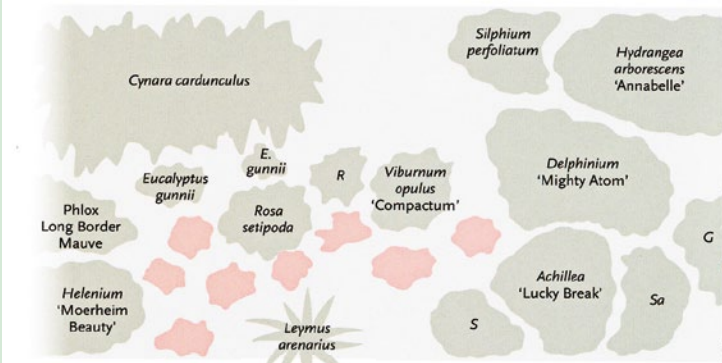 Cynara cardunculus
Silphium
perfoliatum
Hydrangea
arborescens
'Annabelle'
Eucalyptus
gunnii
E.
gunnii
R
Viburnum
opulus
'Compactum'
Delphinium
'Mighty Atom'
Phlox
Long Border
Mauve
Rosa
setipoda
G
Helenium
'Moerheim
Beauty'
Leymus
arenarius
S
Achillea
'Lucky Break'
Sa